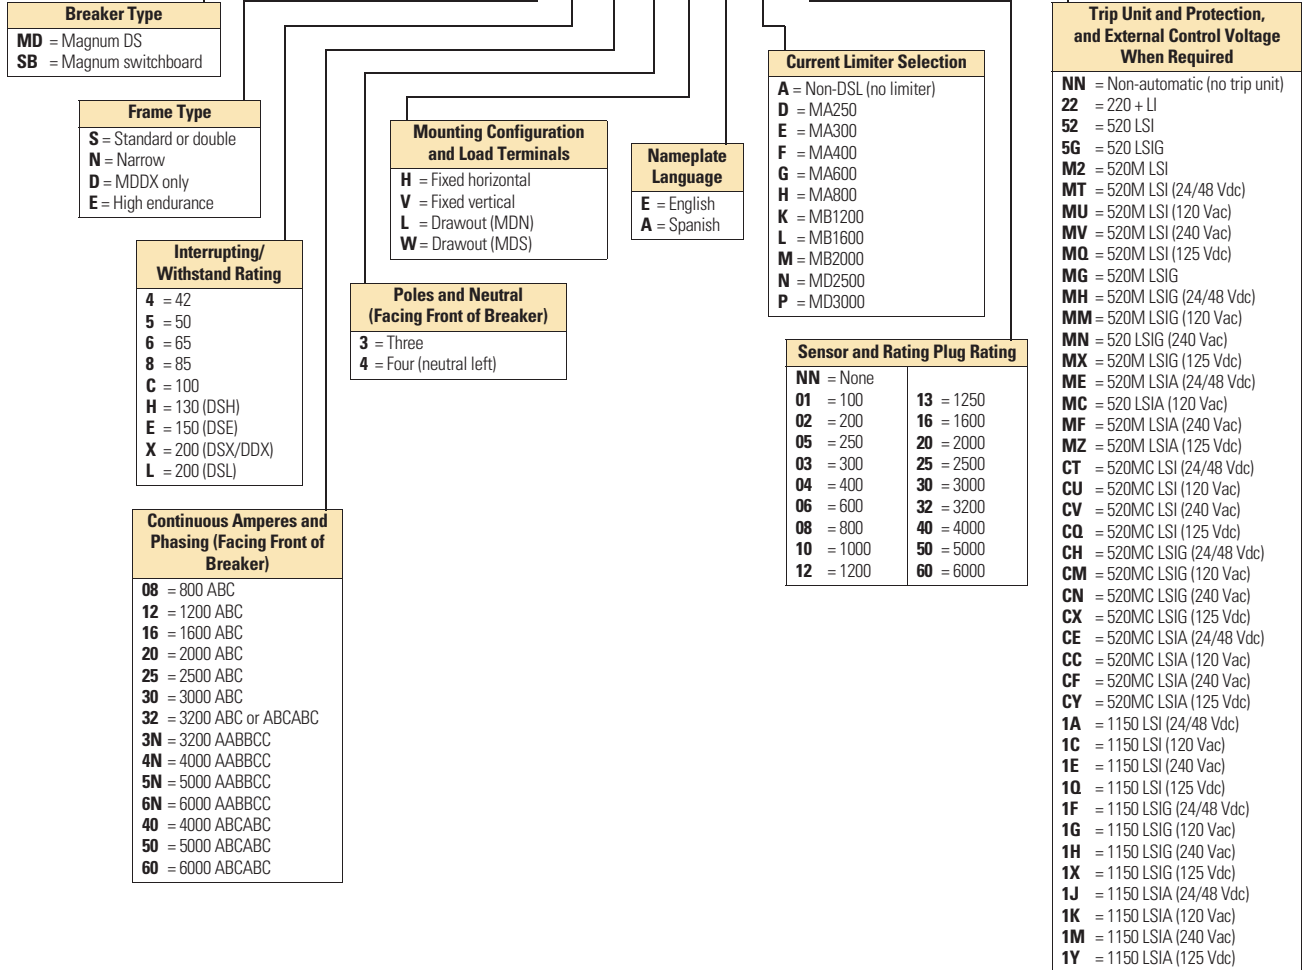 Breaker Type
MD = Magnum DS
SB = Magnum switchboard
Frame Type
S = Standard or double
N = Narrow
D = MDDX only
E = High endurance
Interrupting/
Withstand Rating
4 = 42
5 = 50
6 = 65
8 = 85
C = 100
H = 130 (DSH)
E = 150 (DSE)
X = 200 (DSX/DDX)
L = 200 (DSL)
Continuous Amperes and
Phasing (Facing Front of
Breaker)
08 = 800 ABC
12 = 1200 ABC
16 = 1600 ABC
20 = 2000 ABC
25 = 2500 ABC
30 = 3000 ABC
32 = 3200 ABC or ABCABC
3N = 3200 AABBCC
4N = 4000 AABBCC
5N = 5000 AABBCC
6N = 6000 AABBCC
40 = 4000 ABCABC
50 = 5000 ABCABC
60 = 6000 ABCABC
Poles and Neutral
(Facing Front of Breaker)
3 = Three
4 = Four (neutral left)
Mounting Configuration
and Load Terminals
H = Fixed horizontal
V = Fixed vertical
L = Drawout (MDN)
W = Drawout (MDS)
Nameplate
Language
E = English
A = Spanish
Current Limiter Selection
A = Non-DSL (no limiter)
D = MA250
E = MA300
F = MA400
G = MA600
H = MA800
K = MB1200
L = MB1600
M = MB2000
N = MD2500
P = MD3000
Sensor and Rating Plug Rating
NN = None
01 = 100
02 = 200
05 = 250
03 = 300
04 = 400
06 = 600
08 = 800
10 = 1000
12 = 1200
13 = 1250
16 = 1600
20 = 2000
25 = 2500
30 = 3000
32 = 3200
40 = 4000
50 = 5000
60 = 6000
Trip Unit and Protection,
and External Control Voltage
When Required
NN = Non-automatic (no trip unit)
22 = 220 + LI
52 = 520 LSI
5G = 520 LSIG
M2 = 520M LSI
MT = 520M LSI (24/48 Vdc)
MU = 520M LSI (120 Vac)
MV = 520M LSI (240 Vac)
MQ = 520M LSI (125 Vdc)
MG = 520M LSIG
MH = 520M LSIG (24/48 Vdc)
MM = 520M LSIG (120 Vac)
MN = 520 LSIG (240 Vac)
MX = 520M LSIG (125 Vdc)
ME = 520M LSIA (24/48 Vdc)
MC = 520 LSIA (120 Vac)
MF = 520M LSIA (240 Vac)
MZ = 520M LSIA (125 Vdc)
CT = 520MC LSI (24/48 Vdc)
CU = 520MC LSI (120 Vac)
CV = 520MC LSI (240 Vac)
CQ = 520MC LSI (125 Vdc)
CH = 520MC LSIG (24/48 Vdc)
CM = 520MC LSIG (120 Vac)
CN = 520MC LSIG (240 Vac)
CX = 520MC LSIG (125 Vdc)
CE = 520MC LSIA (24/48 Vdc)
CC = 520MC LSIA (120 Vac)
CF = 520MC LSIA (240 Vac)
CY = 520MC LSIA (125 Vdc)
1A = 1150 LSI (24/48 Vdc)
1C = 1150 LSI (120 Vac)
1E = 1150 LSI (240 Vac)
1Q = 1150 LSI (125 Vdc)
1F = 1150 LSIG (24/48 Vdc)
1G = 1150 LSIG (120 Vac)
1H = 1150 LSIG (240 Vac)
1X = 1150 LSIG (125 Vdc)
1J = 1150 LSIA (24/48 Vdc)
1K = 1150 LSIA (120 Vac)
1M = 1150 LSIA (240 Vac)
1Y = 1150 LSIA (125 Vdc)